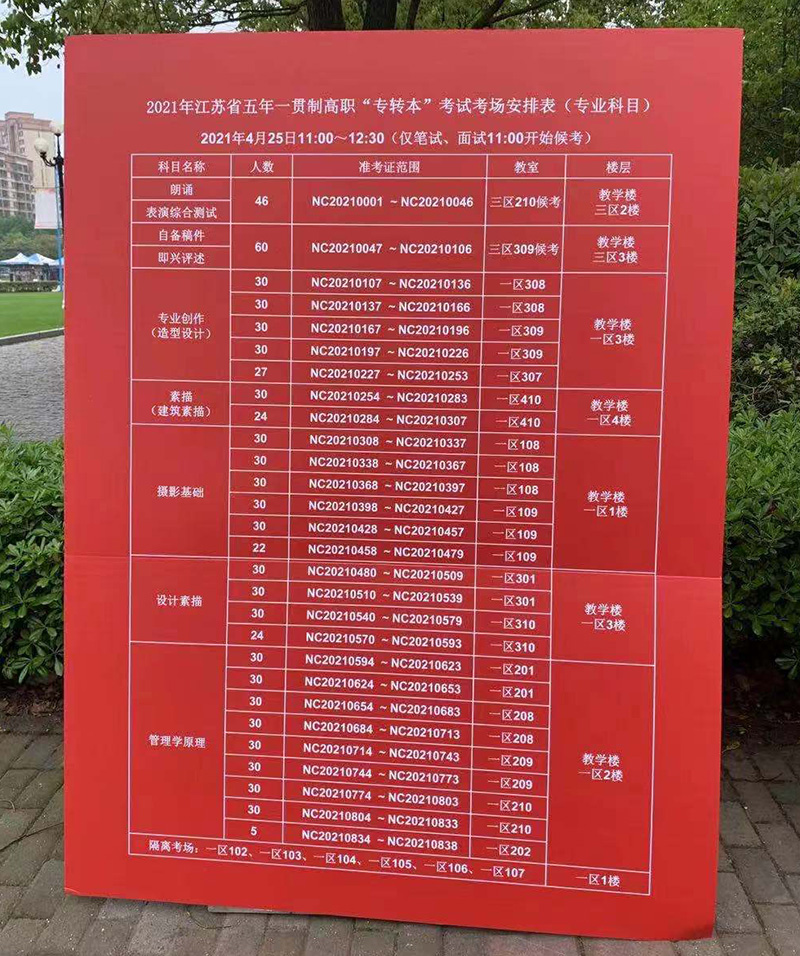 2021年江苏省五年一贯制高职“专转本”考试考场安排表（专业科目）
2021年4月25日11:00～12:30（仅笔试、面试11:00开始候考）
科目名称 人数 准考证范围 教室 楼层
朗诵
表演综合测试
46 NC20210001 ~ NC20210046 三区210候考
教学楼
三区2楼
自备稿件
即兴评述
60 NC20210047 ~ NC20210106 三区309候考
教学楼
三区3楼
专业创作
（造型设计）
30 NC20210107 ~ NC20210136 一区308
30 NC20210137 ~ NC20210166 一区308
30 NC20210167 ~ NC20210196 一区309
30 NC20210197 ~ NC20210226 一区309
27 NC20210227 ~ NC20210253 一区307
教学楼
一区3楼
素描
（建筑素描）
30 NC20210254 ~ NC20210283 一区410
24 NC20210284 ~ NC20210307 一区410
教学楼
一区4楼
摄影基础
30 NC20210308 ~ NC20210337 一区108
30 NC20210338 ~ NC20210367 一区108
30 NC20210368 ~ NC20210397 一区108
30 NC20210398 ~ NC20210427 一区109
30 NC20210428 ~ NC20210457 一区109
22 NC20210458 ~ NC20210479 一区109
教学楼
一区1楼
设计素描
30 NC20210480 ~ NC20210509 一区301
30 NC20210510 ~ NC20210539 一区301
30 NC20210540 ~ NC20210579 一区310
24 NC20210570 ~ NC20210593 一区310
教学楼
一区3楼
管理学原理
30 NC20210594 ~ NC20210623 一区201
30 NC20210624 ~ NC20210653 一区201
30 NC20210654 ~ NC20210683 一区208
30 NC20210684 ~ NC20210713 一区208
30 NC20210714 ~ NC20210743 一区209
30 NC20210744 ~ NC20210773 一区209
30 NC20210774 ~ NC20210803 一区210
30 NC20210804 ~ NC20210833 一区210
5 NC20210834 ~ NC20210838 一区202
教学楼
一区2楼
隔离考场：一区102、一区103、一区104、一区105、一区106、一区107 一区1楼